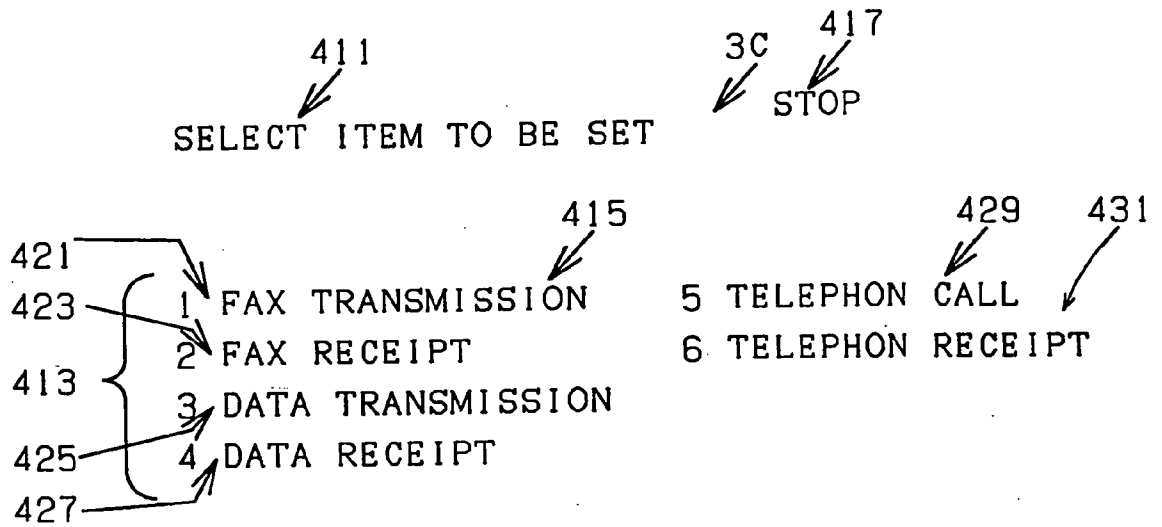 411 3C 417
STOP
SELECT ITEM TO BE SET
415 429 431
421
1 FAX TRANSMISSION 5 TELEPHON CALL
423
2 FAX RECEIPT 6 TELEPHON RECEIPT
413
3 DATA TRANSMISSION
425 4 DATA RECEIPT
427